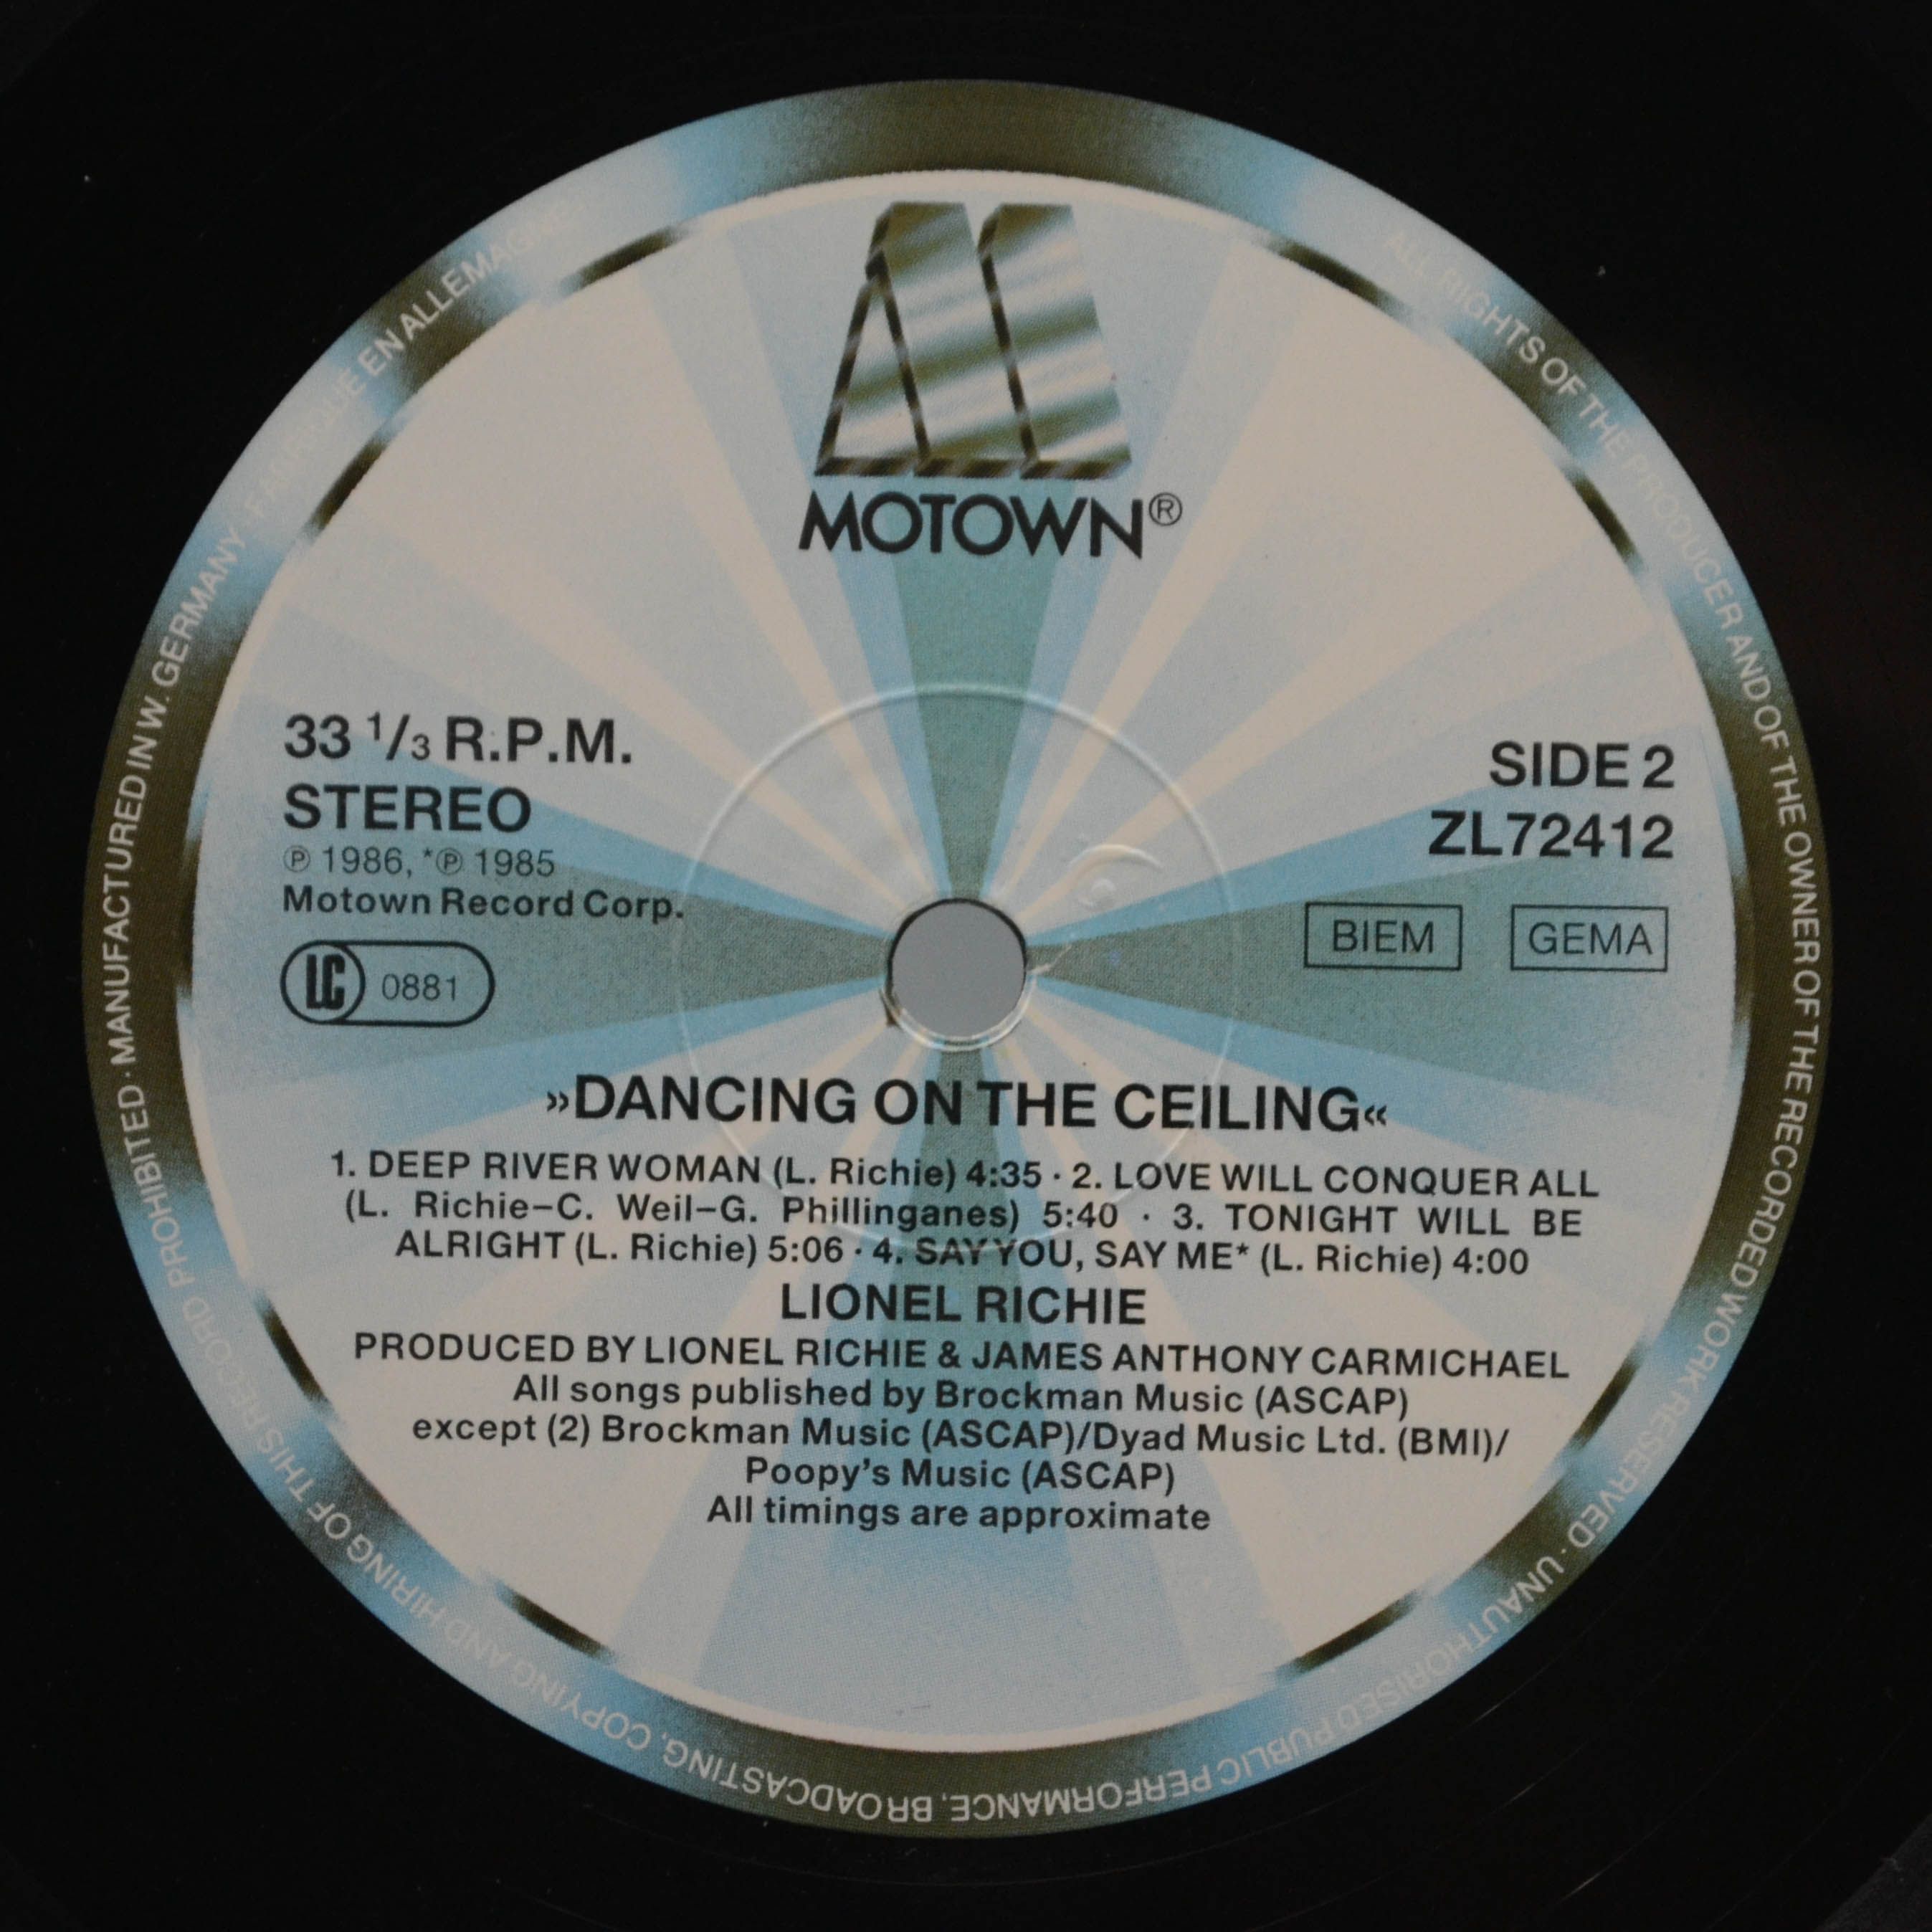 MOTOWN®
33 1/3 R.P.M.
STEREO
℗ 1986, *℗ 1985
Motown Record Corp.
LC 0881
SIDE 2
ZL72412
BIEM GEMA
»DANCING ON THE CEILING«
1. DEEP RIVER WOMAN (L. Richie) 4:35 · 2. LOVE WILL CONQUER ALL
(L. Richie–C. Weil–G. Phillinganes) 5:40 · 3. TONIGHT WILL BE
ALRIGHT (L. Richie) 5:06 · 4. SAY YOU, SAY ME* (L. Richie) 4:00
LIONEL RICHIE
PRODUCED BY LIONEL RICHIE & JAMES ANTHONY CARMICHAEL
All songs published by Brockman Music (ASCAP)
except (2) Brockman Music (ASCAP)/Dyad Music Ltd. (BMI)/
Poopy's Music (ASCAP)
All timings are approximate
ALL RIGHTS OF THE PRODUCER AND OF THE OWNER OF THE RECORDED WORK RESERVED · UNAUTHORISED PUBLIC PERFORMANCE, BROADCASTING, COPYING AND HIRING OF THIS RECORD PROHIBITED · MANUFACTURED IN W. GERMANY · FABRIQUÉ EN ALLEMAGNE